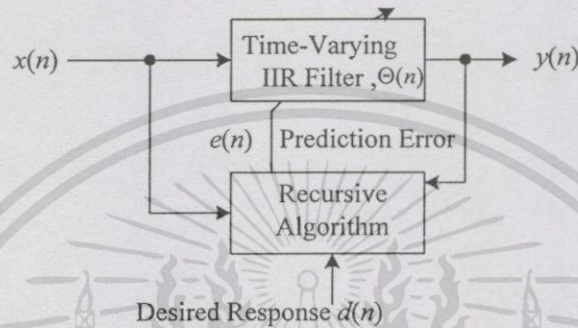 Time-Varying
IIR Filter ,Θ(n)
x(n)
y(n)
e(n)
Prediction Error
Recursive
Algorithm
Desired Response d(n)